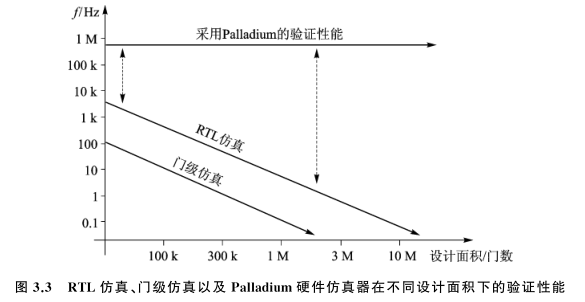 f/Hz
采用Palladium的验证性能
1 M
100 k
10 k
1 k
100
10
1
0.1
RTL仿真
门级仿真
100 k 300 k 1 M 3 M 10 M 设计面积/门数
图 3.3 RTL 仿真、门级仿真以及 Palladium 硬件仿真器在不同设计面积下的验证性能